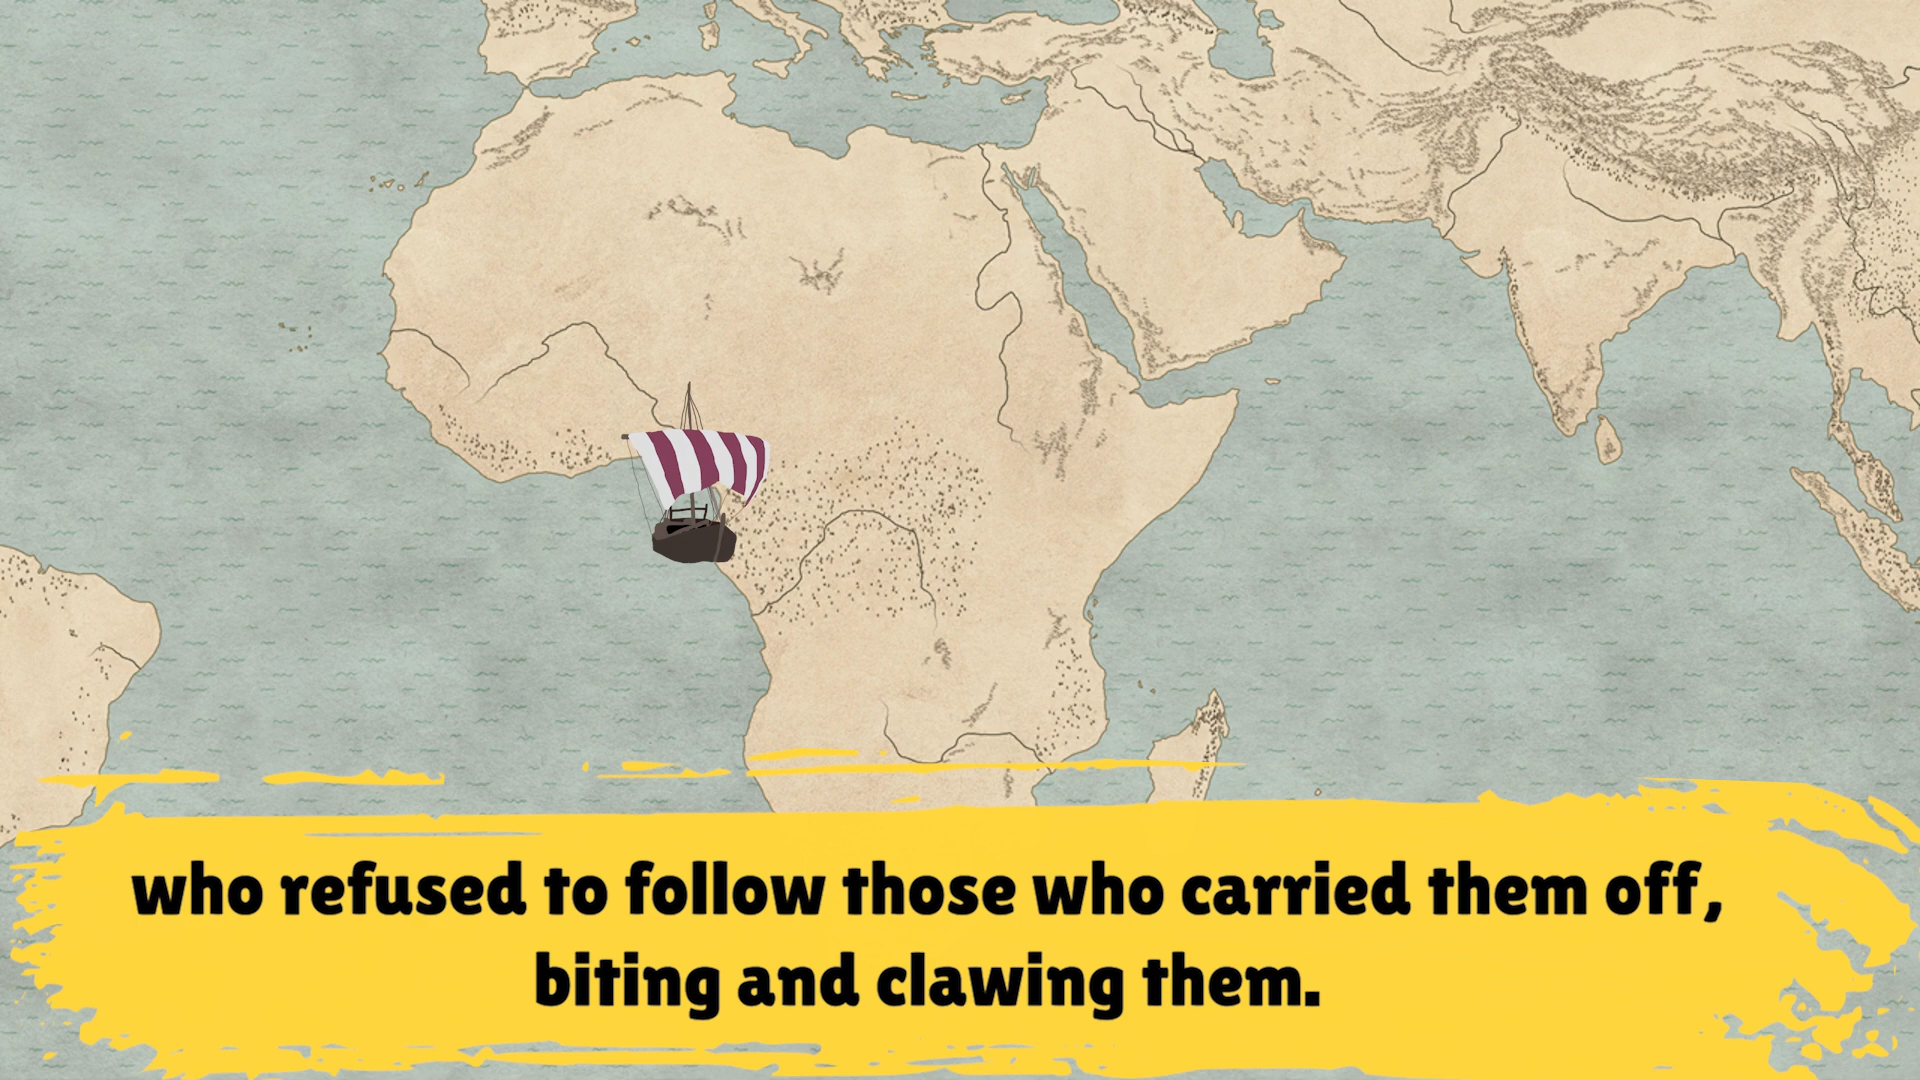 who refused to follow those who carried them off,
biting and clawing them.